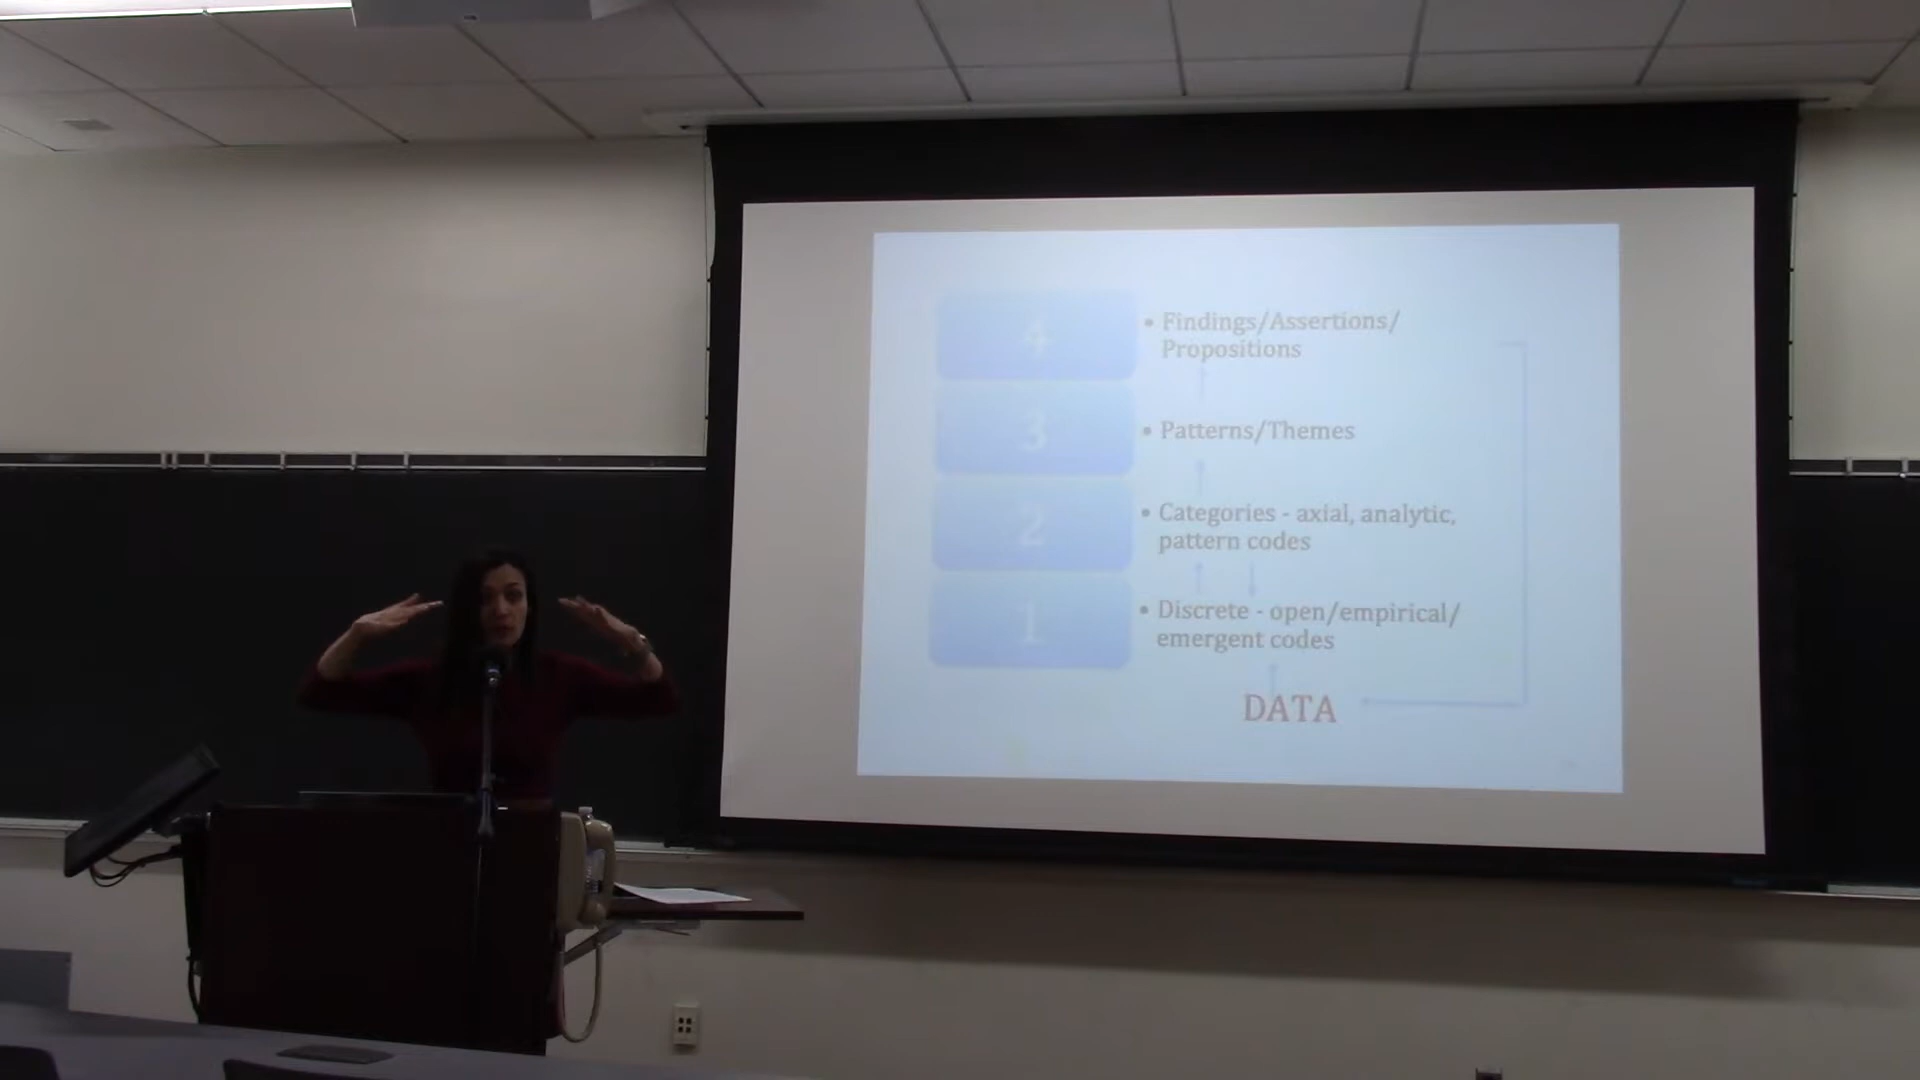 4
• Findings/Assertions/
Propositions
3
• Patterns/Themes
2
• Categories - axial, analytic,
pattern codes
1
• Discrete - open/empirical/
emergent codes
DATA